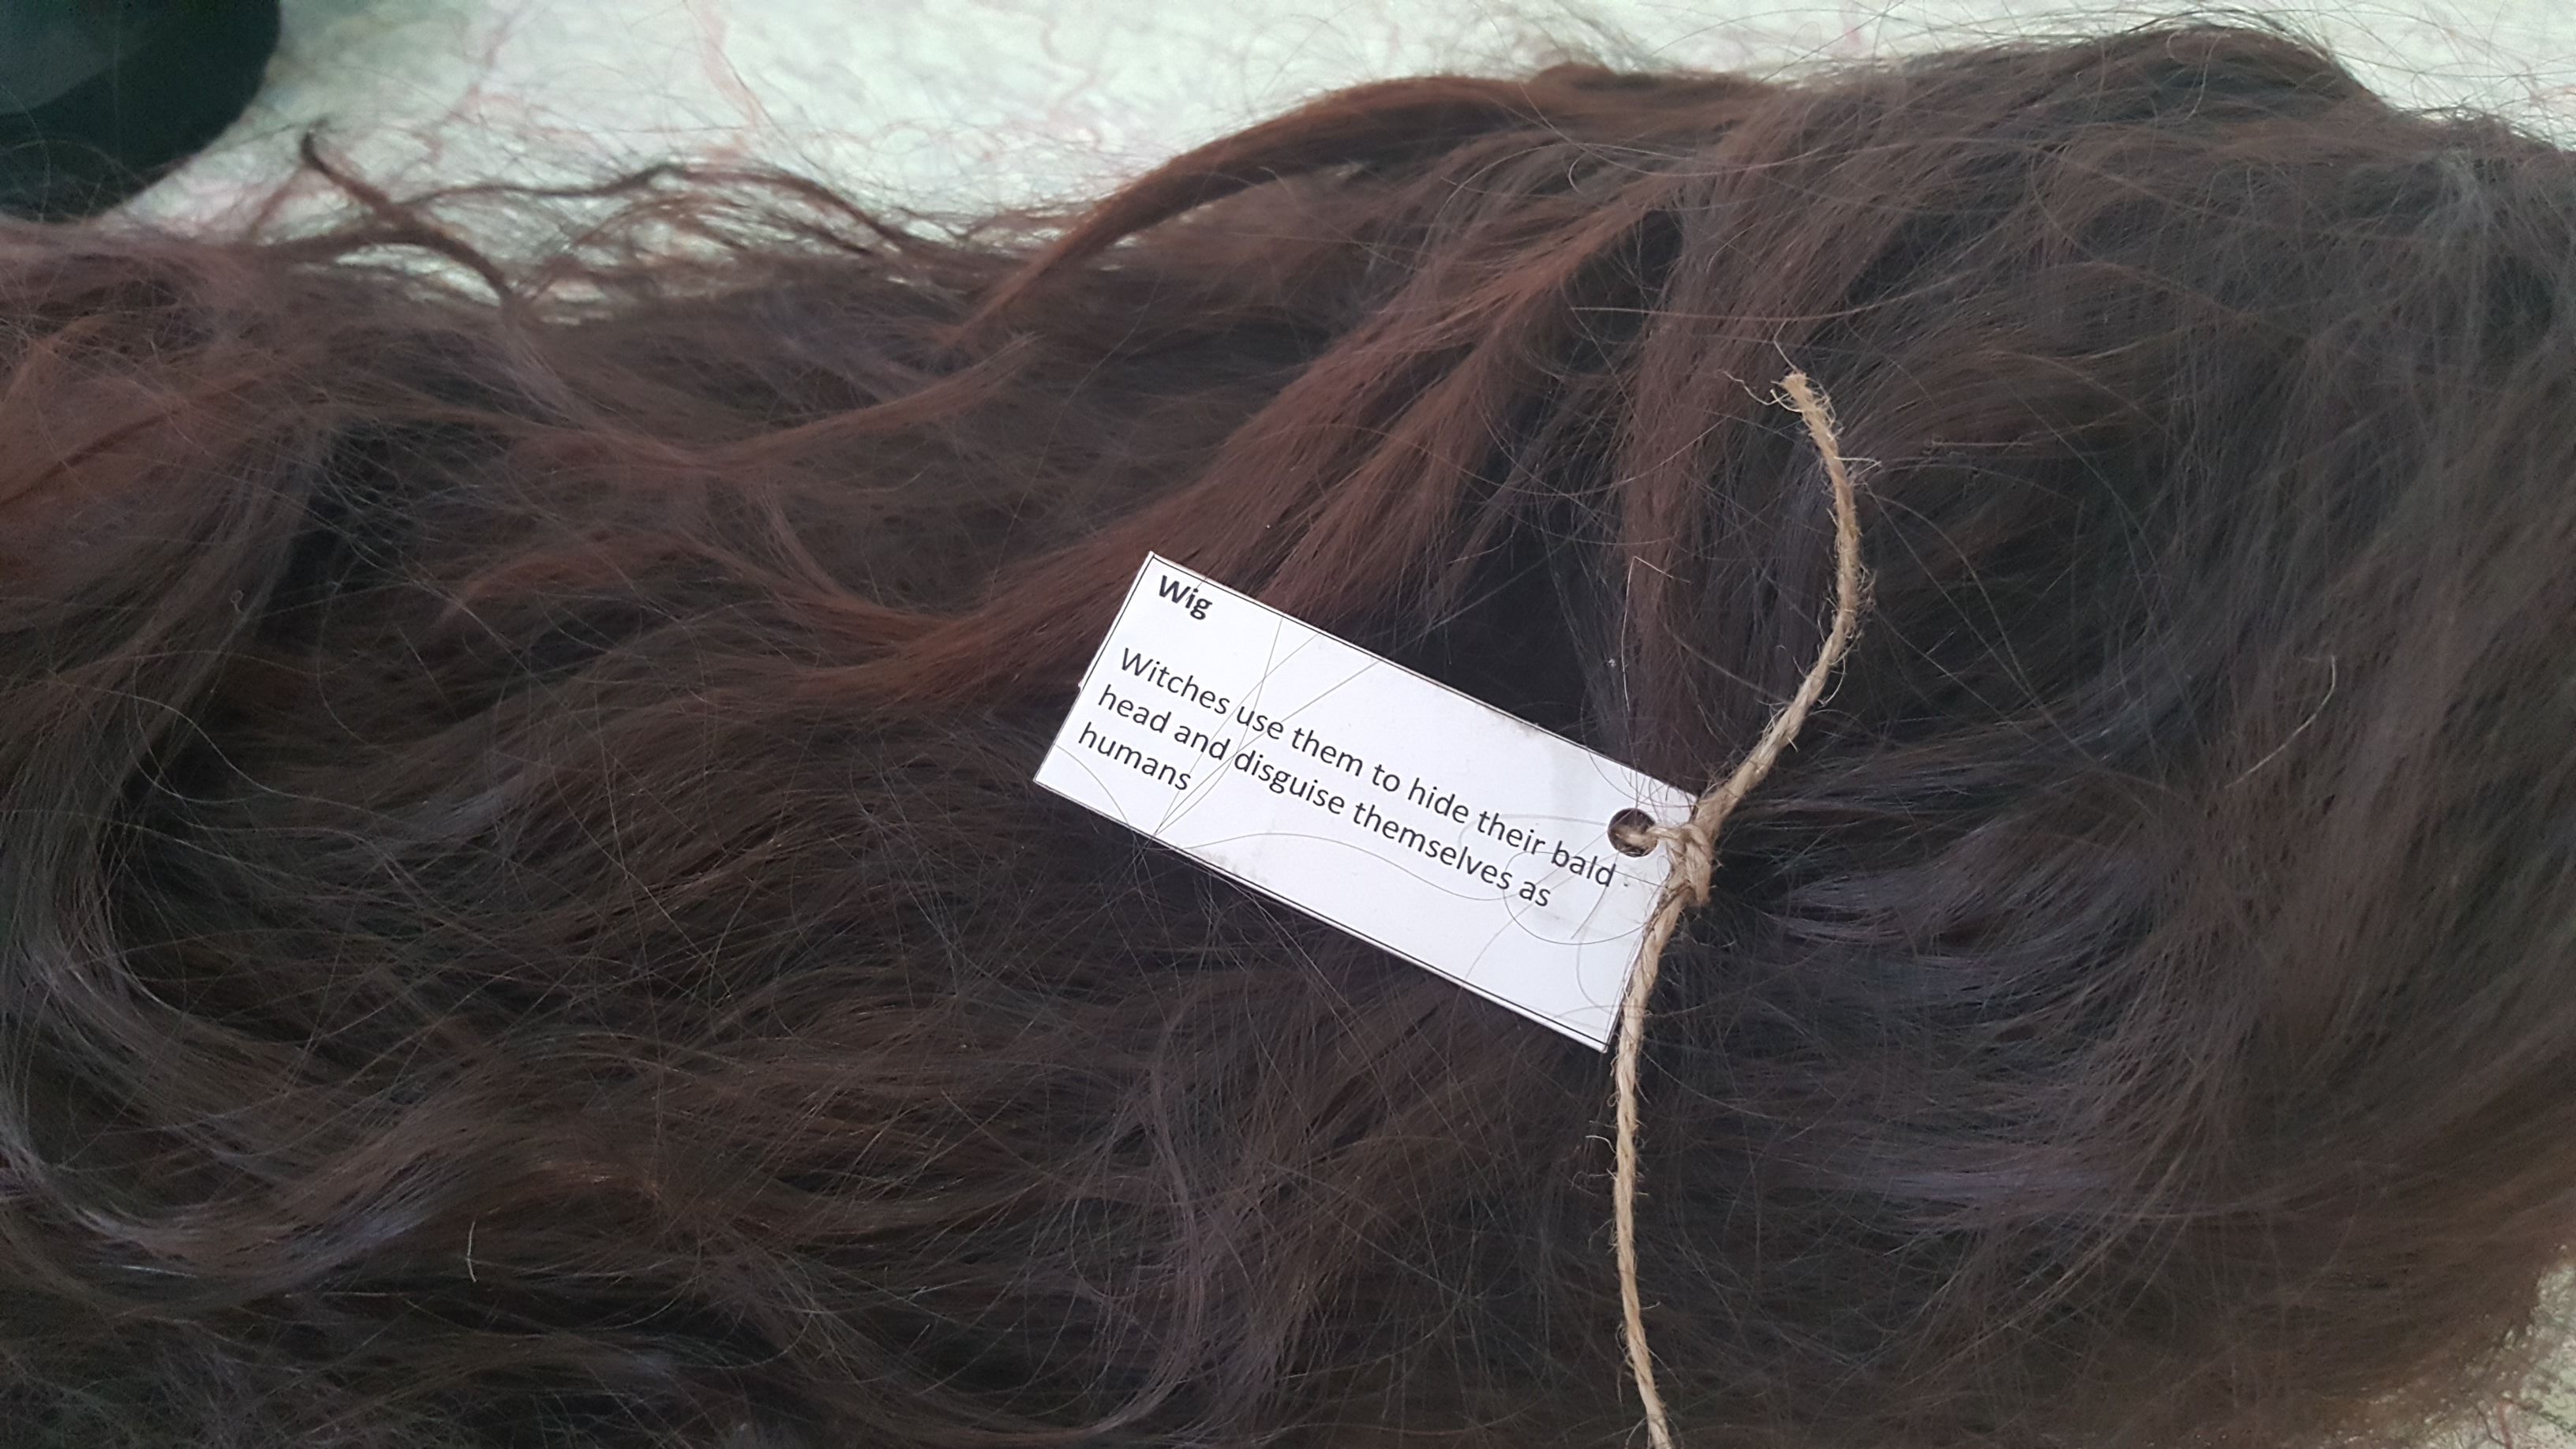 Wig
Witches use them to hide their bald
head and disguise themselves as
humans